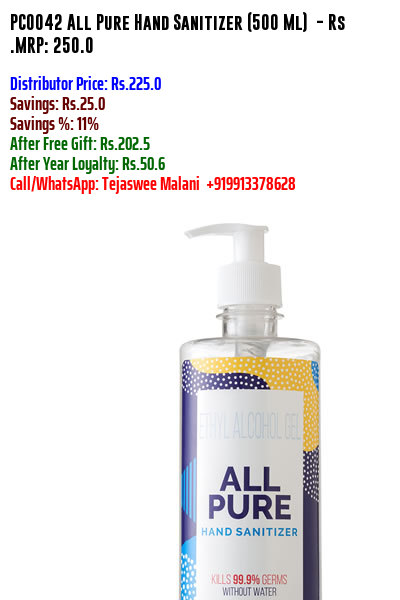 PC0042 All Pure Hand Sanitizer (500 Ml) - Rs
.MRP: 250.0
Distributor Price: Rs.225.0
Savings: Rs.25.0
Savings %: 11%
After Free Gift: Rs.202.5
After Year Loyalty: Rs.50.6
Call/WhatsApp: Tejaswee Malani +919913378628
ETHYL ALCOHOL GEL
ALL
PURE
HAND SANITIZER
KILLS 99.9% GERMS
WITHOUT WATER